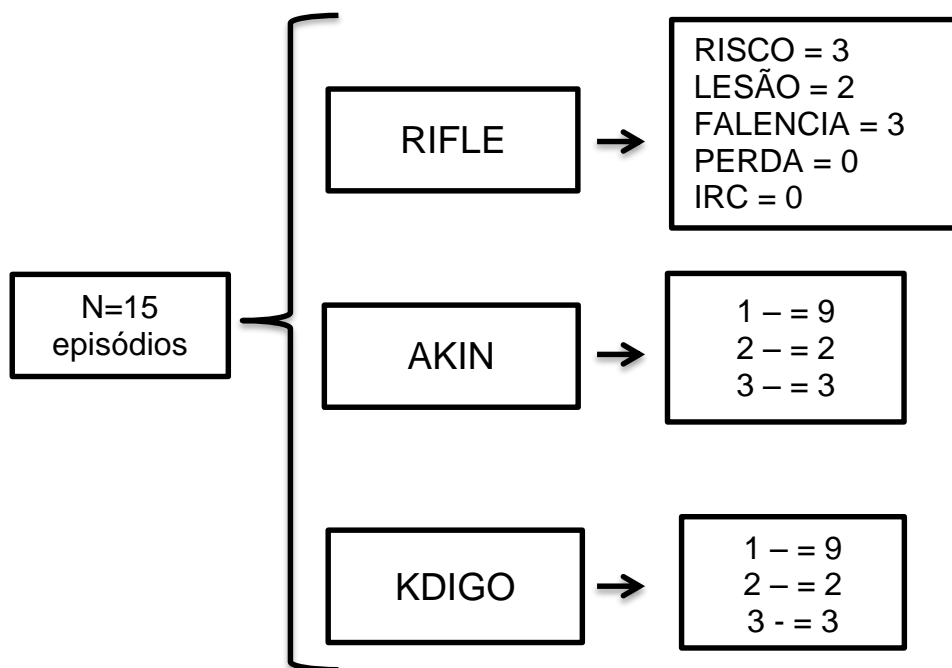 N=15
episódios
RIFLE
RISCO = 3
LESÃO = 2
FALENCIA = 3
PERDA = 0
IRC = 0
AKIN
1 – = 9
2 – = 2
3 – = 3
KDIGO
1 – = 9
2 – = 2
3 - = 3